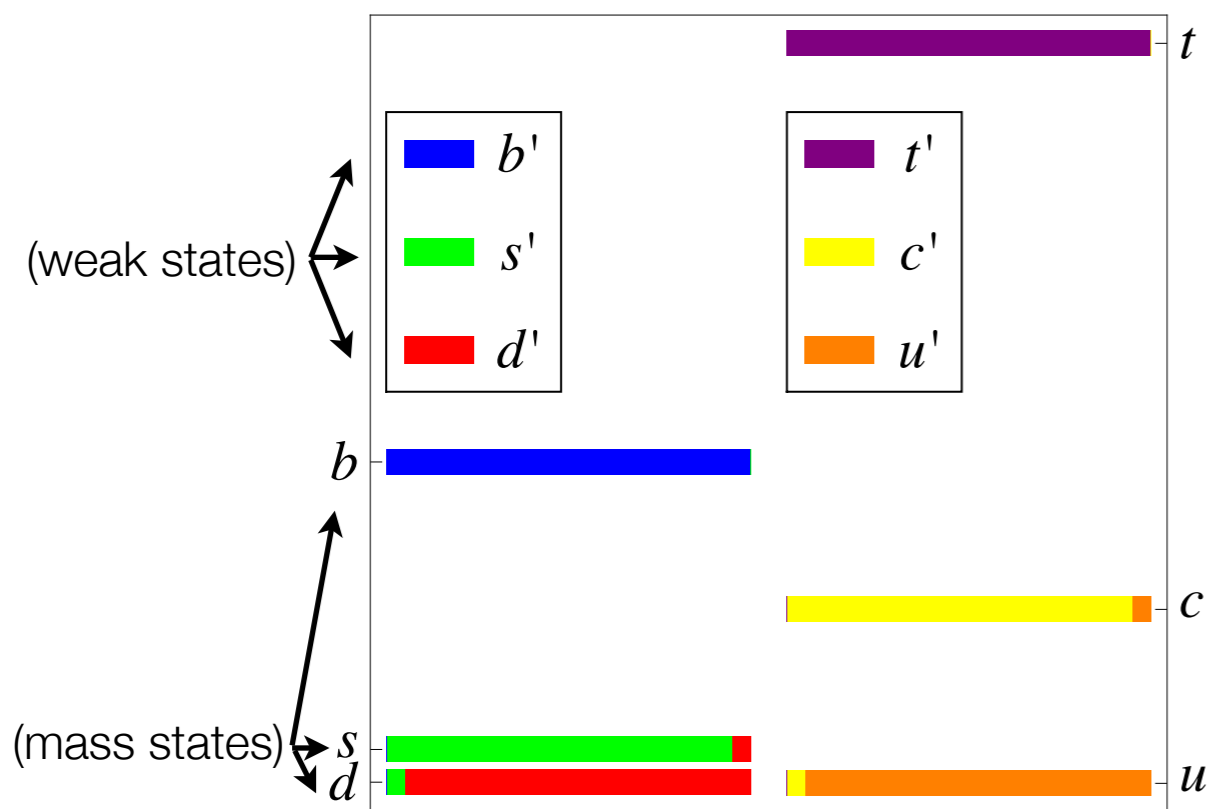 t
b' t'
(weak states) s' c'
d' u'
b
c
(mass states) s
d u